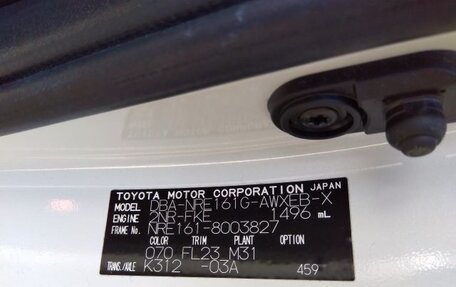 TOYOTA MOTOR CORPORATION JAPAN
MODEL DBA-NRE161G-AWXEB-X
ENGINE 2NR-FKE 1496 mL
FRAME No. NRE161-8003827
COLOR TRIM PLANT OPTION
070 FL23 M31
TRANS./AXLE K312 -03A 459